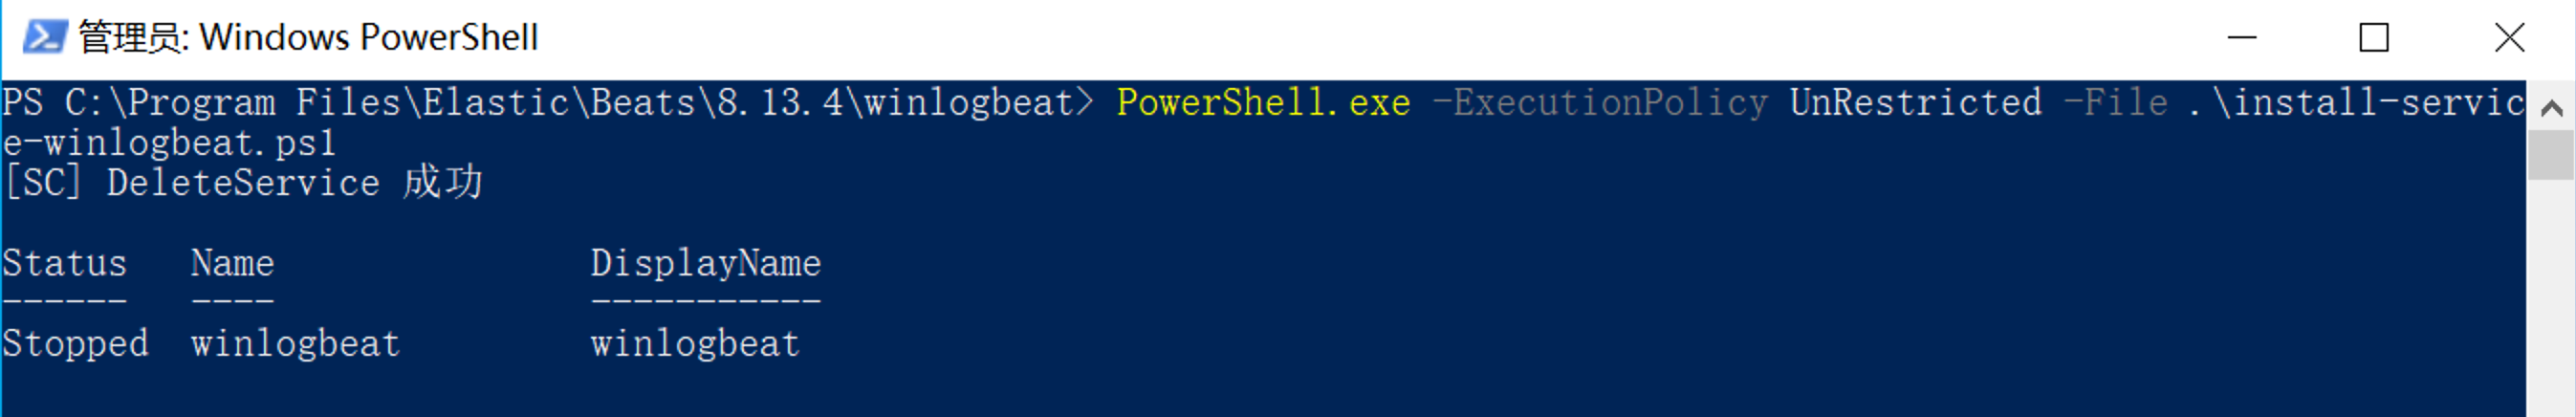 管理员: Windows PowerShell
PS C:\Program Files\Elastic\Beats\8.13.4\winlogbeat> PowerShell.exe -ExecutionPolicy UnRestricted -File .\install-servic
e-winlogbeat.ps1
[SC] DeleteService 成功
Status   Name               DisplayName
------   ----               -----------
Stopped  winlogbeat         winlogbeat